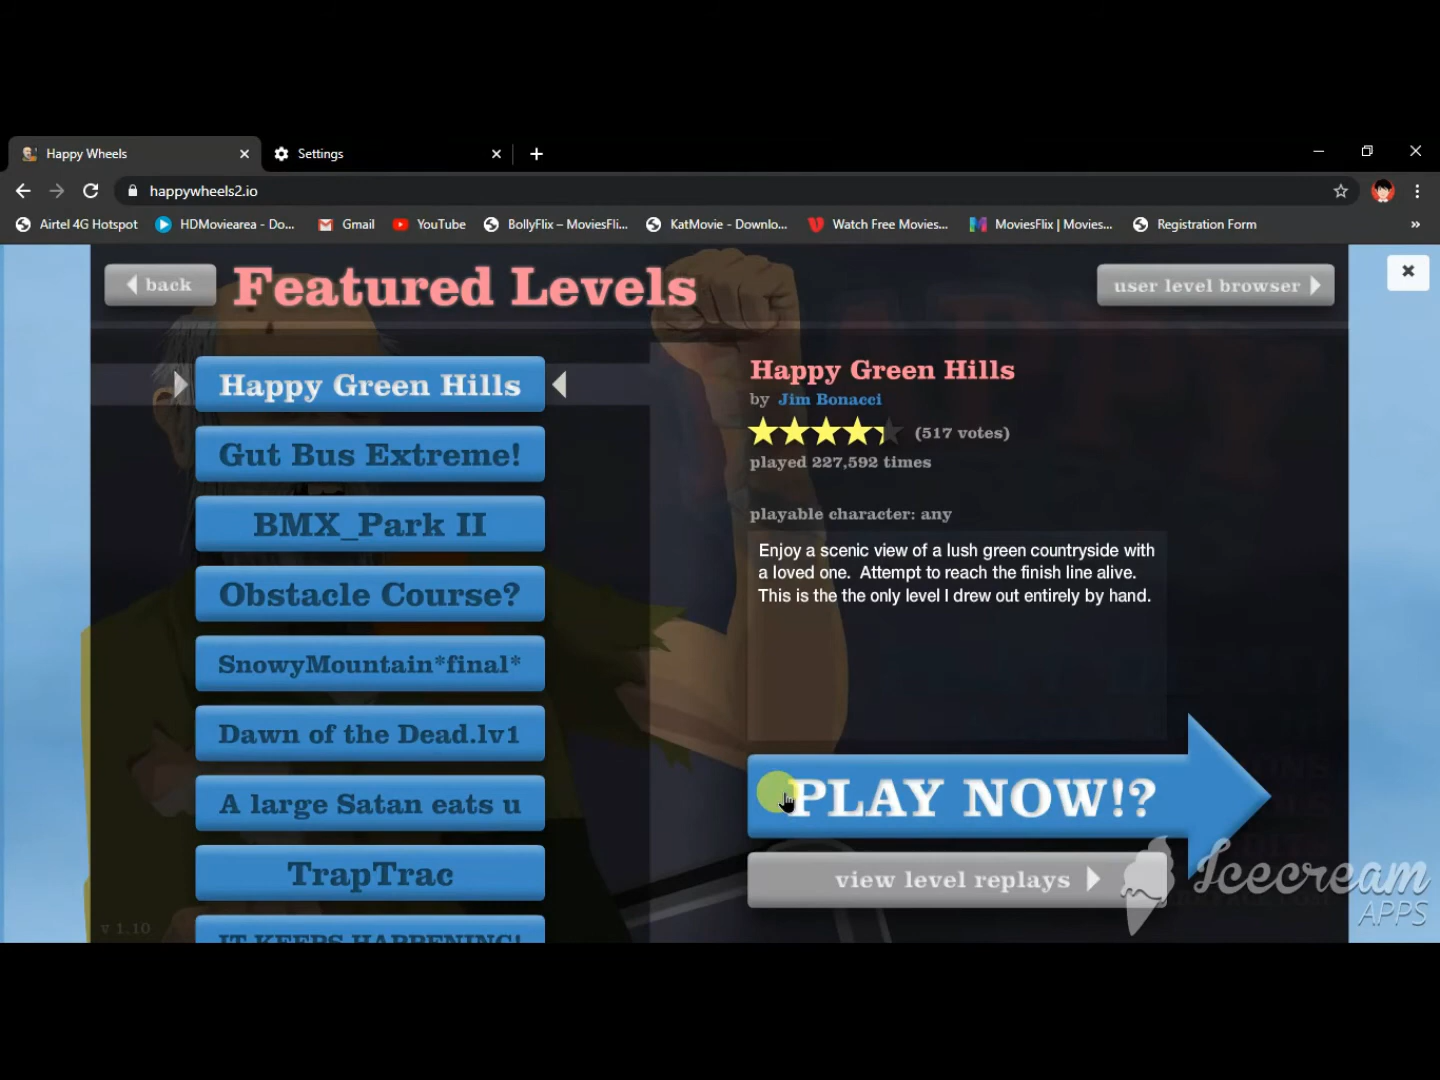 Happy Wheels
Settings
happywheels2.io
Airtel 4G Hotspot
HDMoviearea - Do...
Gmail
YouTube
BollyFlix – MoviesFli...
KatMovie - Downlo...
Watch Free Movies...
MoviesFlix | Movies...
Registration Form
back
Featured Levels
user level browser
Happy Green Hills
Gut Bus Extreme!
BMX_Park II
Obstacle Course?
SnowyMountain*final*
Dawn of the Dead.lv1
A large Satan eats u
TrapTrac
IT KEEPS HAPPENING!
v 1.10
Happy Green Hills
by Jim Bonacci
(517 votes)
played 227,592 times
playable character: any
Enjoy a scenic view of a lush green countryside with
a loved one. Attempt to reach the finish line alive.
This is the the only level I drew out entirely by hand.
PLAY NOW!?
view level replays
Icecream
APPS